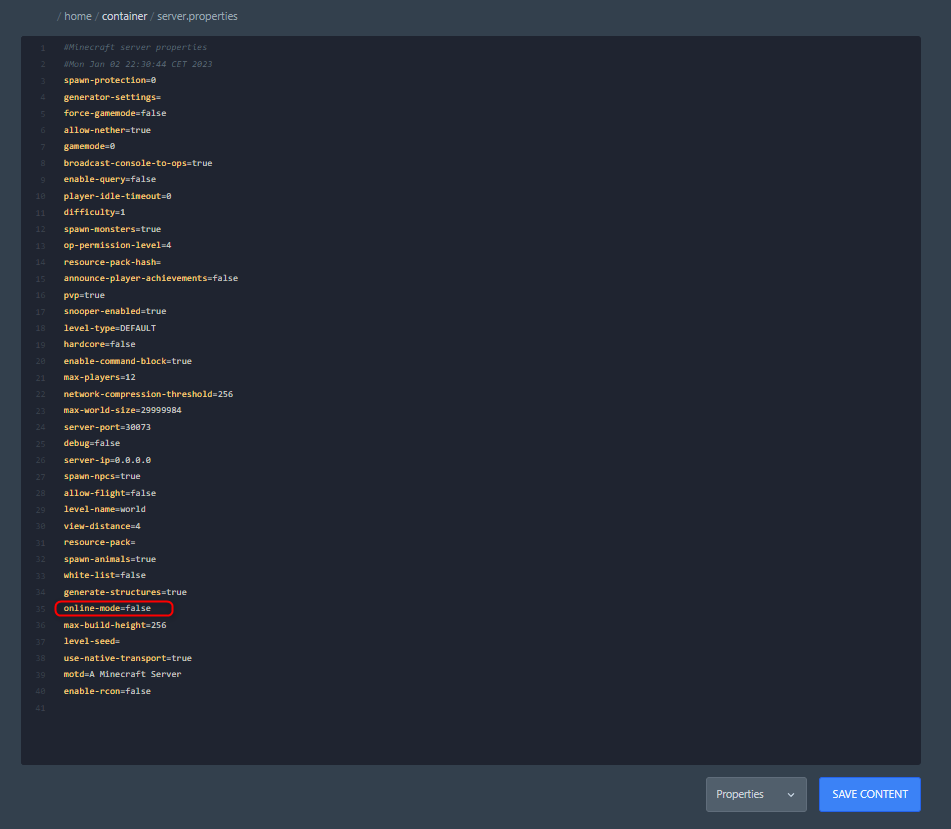 / home / container / server.properties
1 #Minecraft server properties
2 #Mon Jan 02 22:30:44 CET 2023
3 spawn-protection=0
4 generator-settings=
5 force-gamemode=false
6 allow-nether=true
7 gamemode=0
8 broadcast-console-to-ops=true
9 enable-query=false
10 player-idle-timeout=0
11 difficulty=1
12 spawn-monsters=true
13 op-permission-level=4
14 resource-pack-hash=
15 announce-player-achievements=false
16 pvp=true
17 snooper-enabled=true
18 level-type=DEFAULT
19 hardcore=false
20 enable-command-block=true
21 max-players=12
22 network-compression-threshold=256
23 max-world-size=29999984
24 server-port=30073
25 debug=false
26 server-ip=0.0.0.0
27 spawn-npcs=true
28 allow-flight=false
29 level-name=world
30 view-distance=4
31 resource-pack=
32 spawn-animals=true
33 white-list=false
34 generate-structures=true
35 online-mode=false
36 max-build-height=256
37 level-seed=
38 use-native-transport=true
39 motd=A Minecraft Server
40 enable-rcon=false
41
Properties
SAVE CONTENT